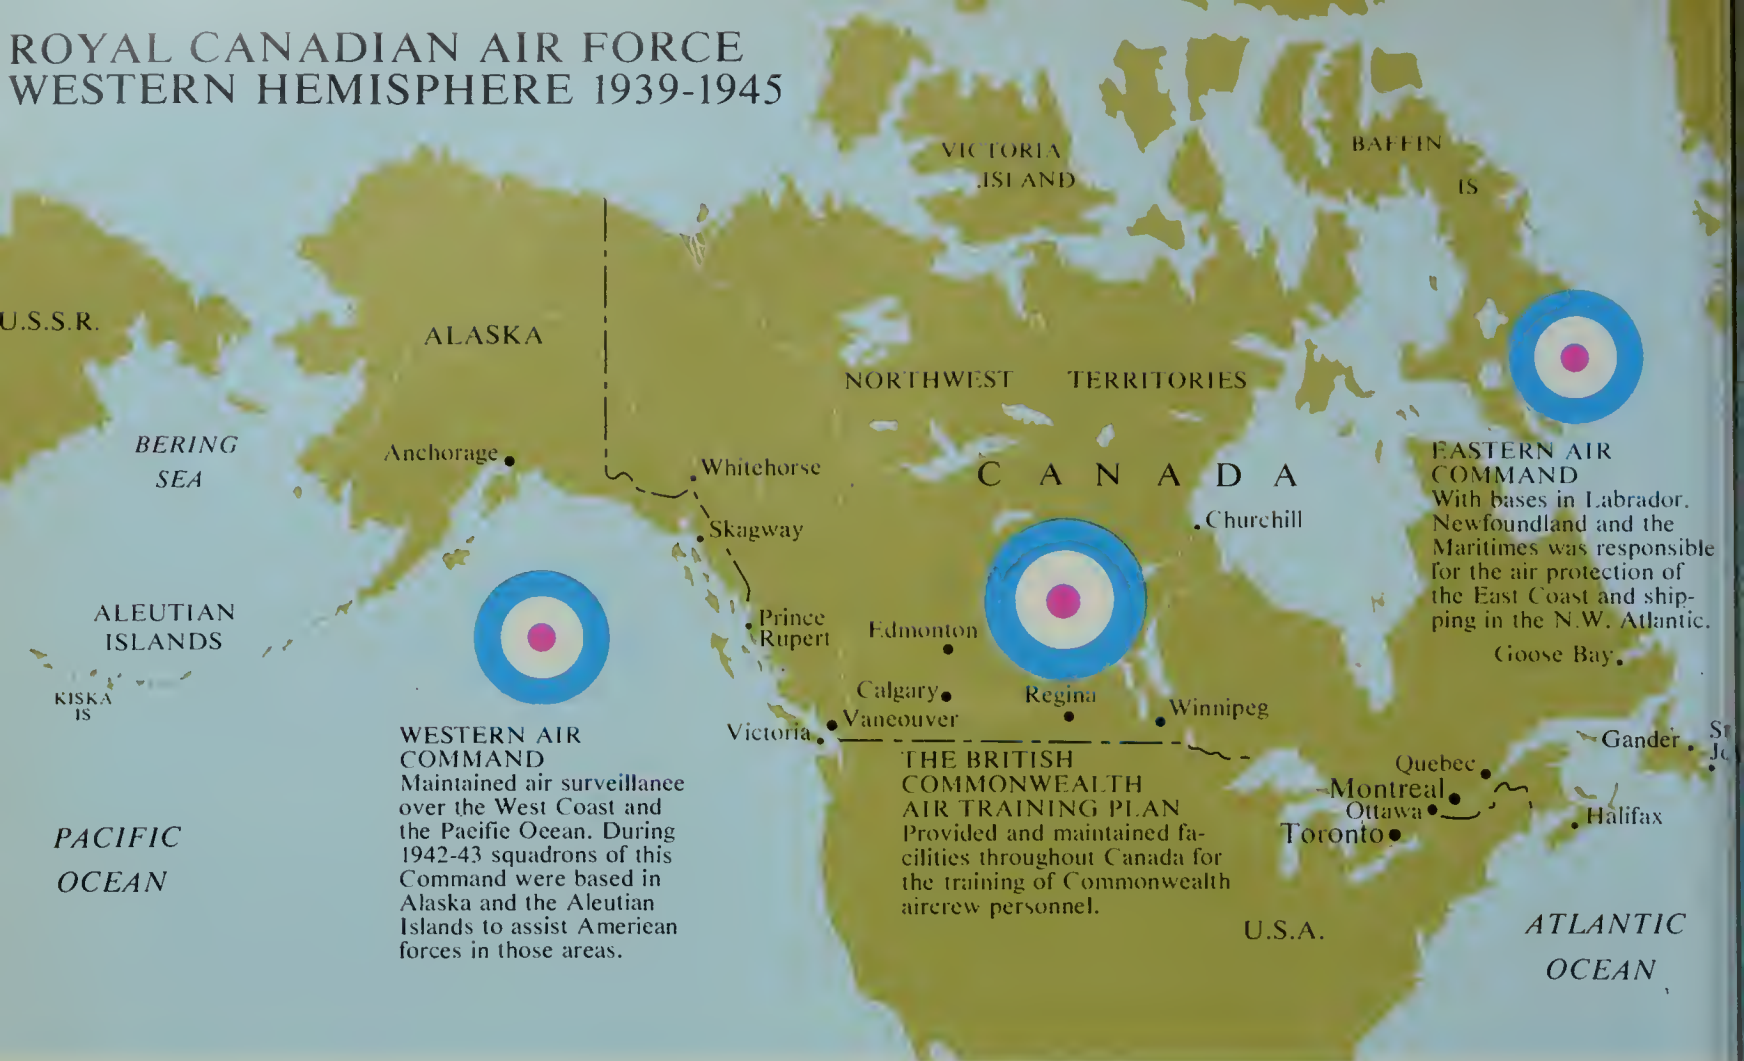 ROYAL CANADIAN AIR FORCE
WESTERN HEMISPHERE 1939-1945
VICTORIA
ISLAND
BAFFIN
IS
U.S.S.R.
ALASKA
NORTHWEST TERRITORIES
BERING
SEA
Anchorage
Whitehorse
CANADA
Skagway
Churchill
EASTERN AIR
COMMAND
With bases in Labrador,
Newfoundland and the
Maritimes was responsible
for the air protection of
the East Coast and ship-
ping in the N.W. Atlantic.
ALEUTIAN
ISLANDS
KISKA
IS
Prince
Rupert
Edmonton
Goose Bay
Calgary
Regina
Winnipeg
Vancouver
Victoria
WESTERN AIR
COMMAND
Maintained air surveillance
over the West Coast and
the Pacific Ocean. During
1942-43 squadrons of this
Command were based in
Alaska and the Aleutian
Islands to assist American
forces in those areas.
THE BRITISH
COMMONWEALTH
AIR TRAINING PLAN
Provided and maintained fa-
cilities throughout Canada for
the training of Commonwealth
aircrew personnel.
Gander
Quebec
Montreal
Ottawa
Toronto
Halifax
PACIFIC
OCEAN
U.S.A.
ATLANTIC
OCEAN